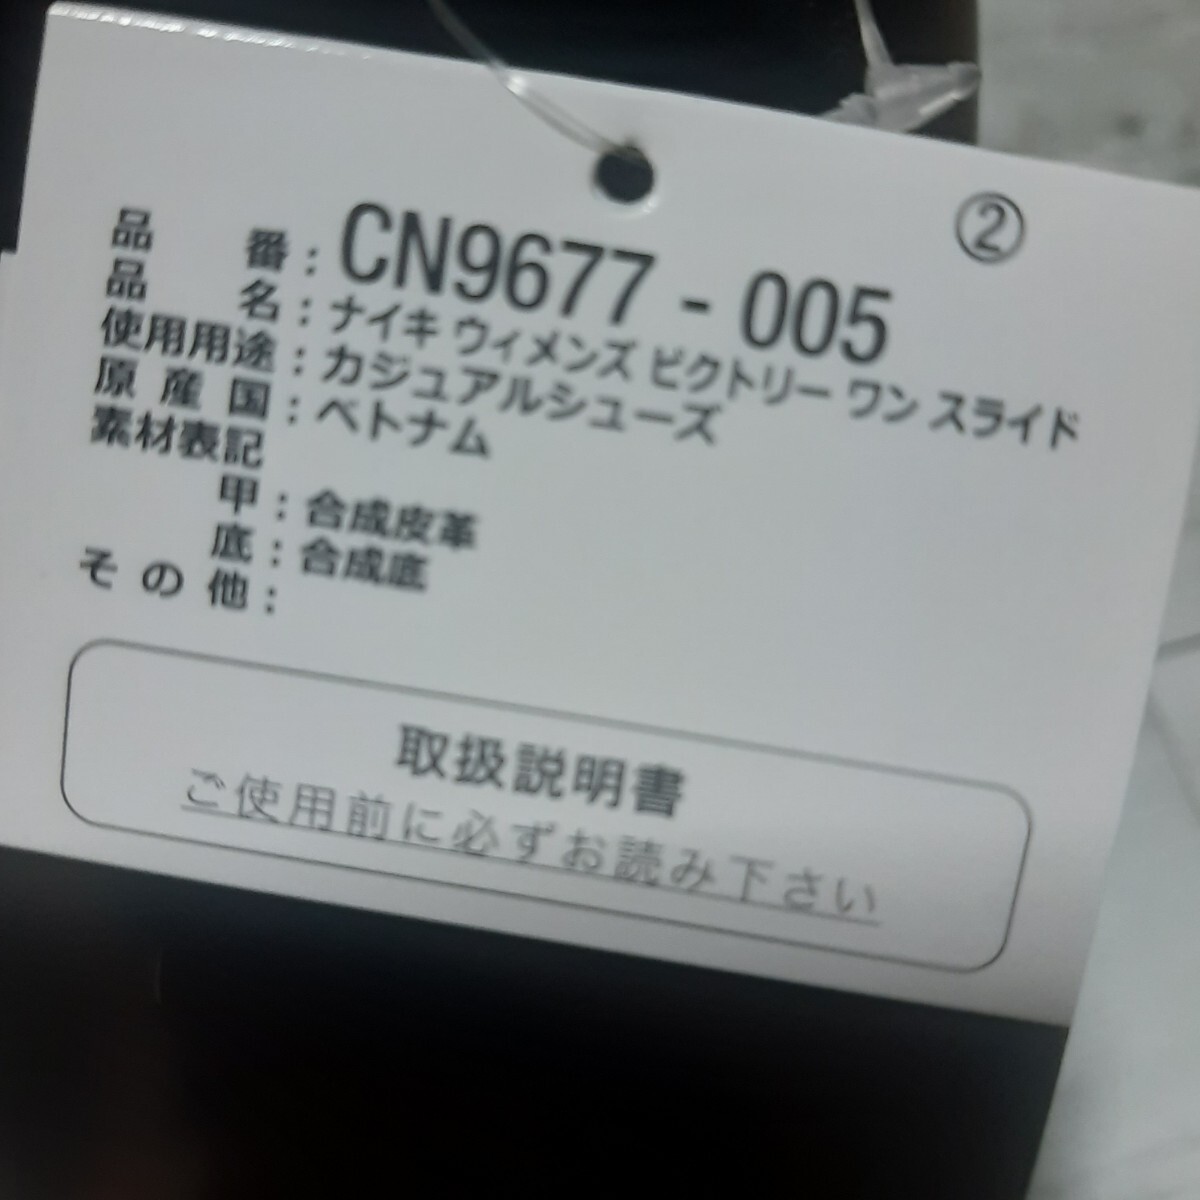 ②
品番：CN9677-005
品名：ナイキ ウィメンズ ビクトリー ワン スライド
使用用途：カジュアルシューズ
原産国：ベトナム
素材表記
甲：合成皮革
底：合成底
その他：
取扱説明書
ご使用前に必ずお読み下さい